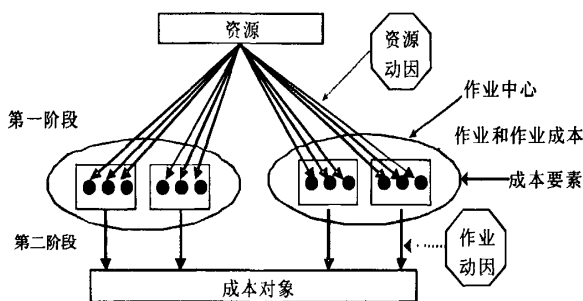 资源
资源
动因
作业中心
第一阶段
作业和作业成本
成本要素
第二阶段
作业
动因
成本对象